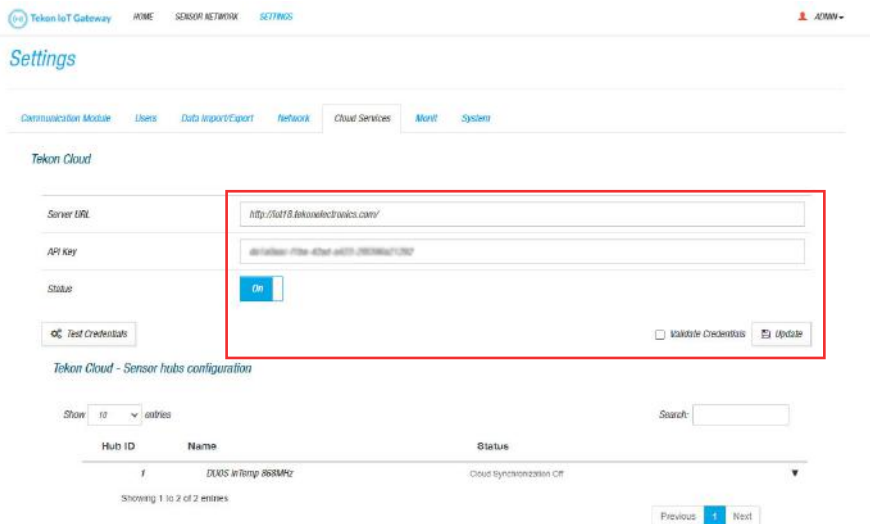 Tekon IoT Gateway HOME SENSOR NETWORK SETTINGS ADMIN
Settings
Communication Module Users Data Import/Export Network Cloud Services Monit System
Tekon Cloud
Server URL http://iot18.tekonelectronics.com/
API Key
Status On
Test Credentials Validate Credentials Update
Tekon Cloud - Sensor hubs configuration
Show 10 entries Search:
Hub ID Name Status
1 DUOS inTemp 868MHz Cloud Synchronization Off
Showing 1 to 2 of 2 entries
Previous 1 Next